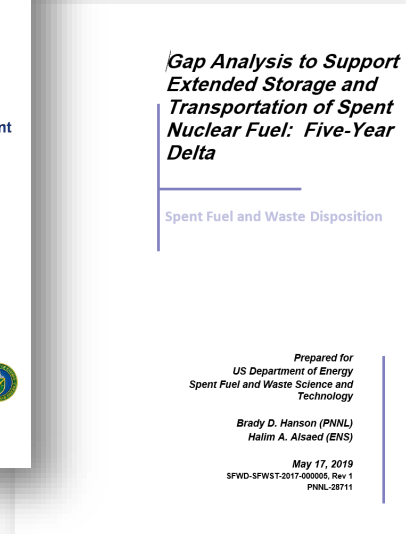 Gap Analysis to Support
Extended Storage and
Transportation of Spent
Nuclear Fuel: Five-Year
Delta
Spent Fuel and Waste Disposition
Prepared for
US Department of Energy
Spent Fuel and Waste Science and
Technology
Brady D. Hanson (PNNL)
Halim A. Alsaed (ENS)
May 17, 2019
SFWD-SFWST-2017-000005, Rev 1
PNNL-28711